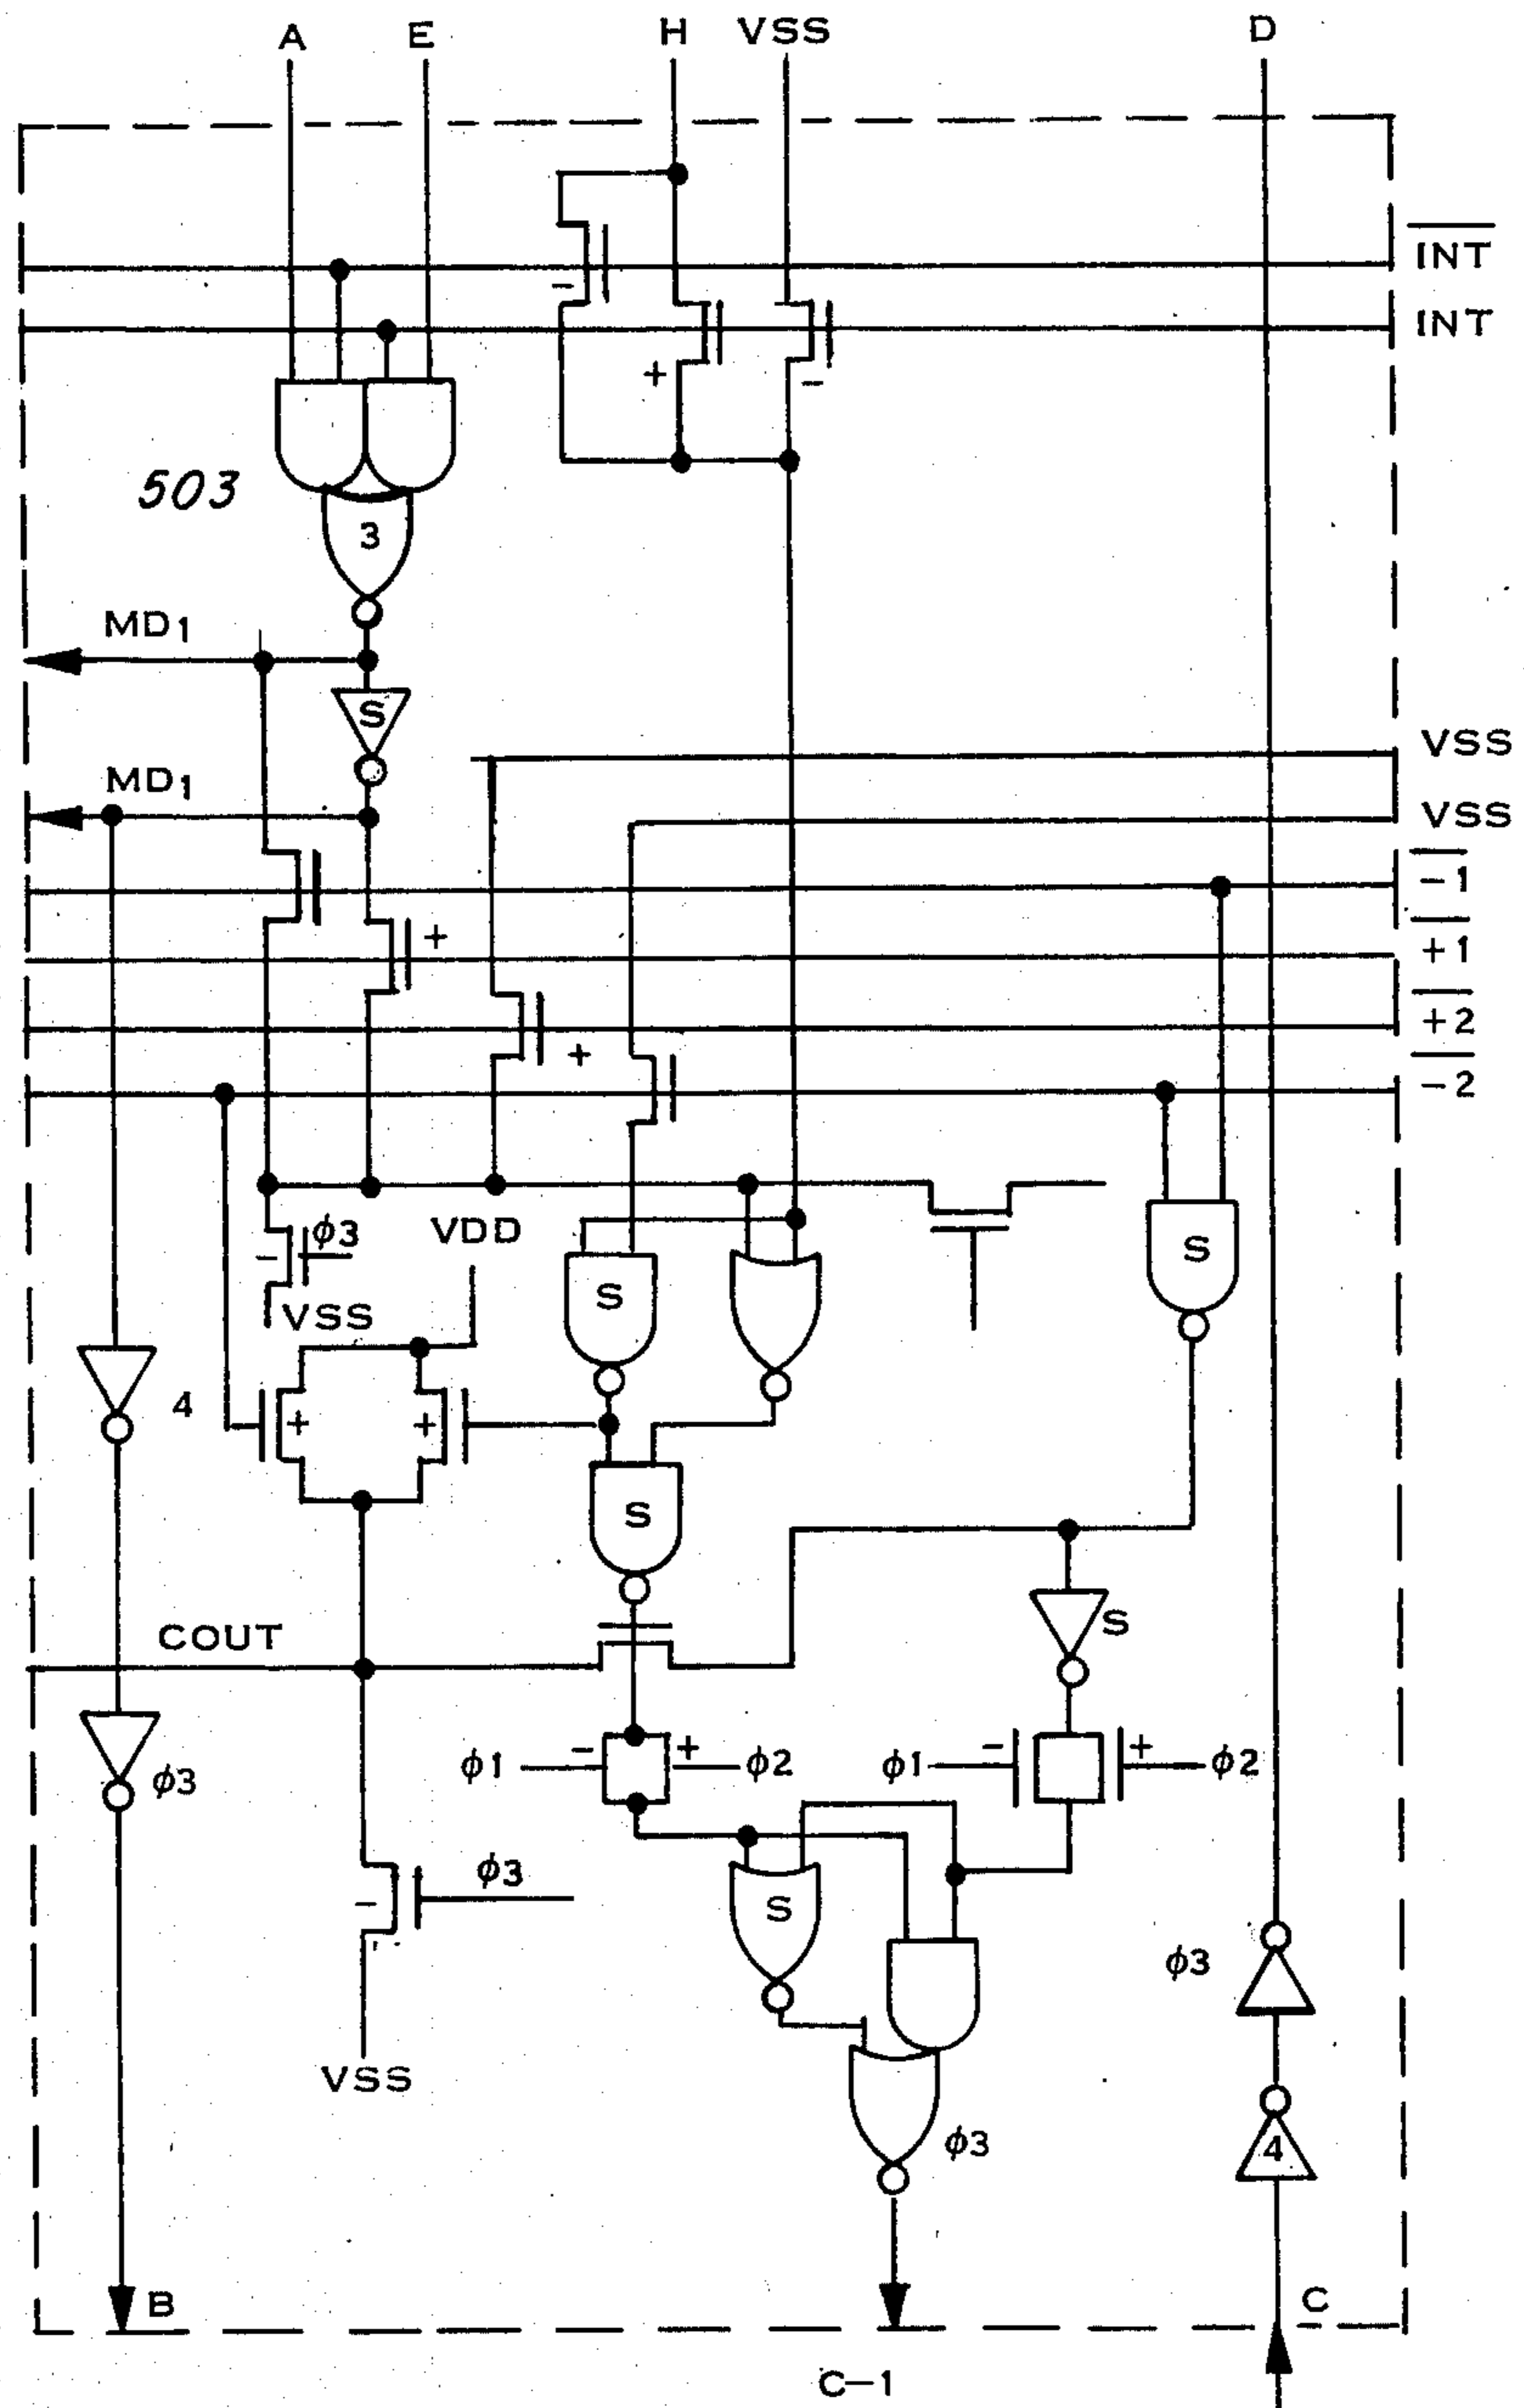 A E H VSS D
INT
INT
503
3
MD1
S
VSS
MD1
VSS
-1
+1
+
+2
+
-2
-
+
-
ϕ3
-
VDD
VSS
S
S
4
+
+
S
COUT
S
ϕ1
-
+
ϕ2
ϕ1
-
+
ϕ2
ϕ3
ϕ3
-
S
ϕ3
VSS
ϕ3
4
B
C
C-1